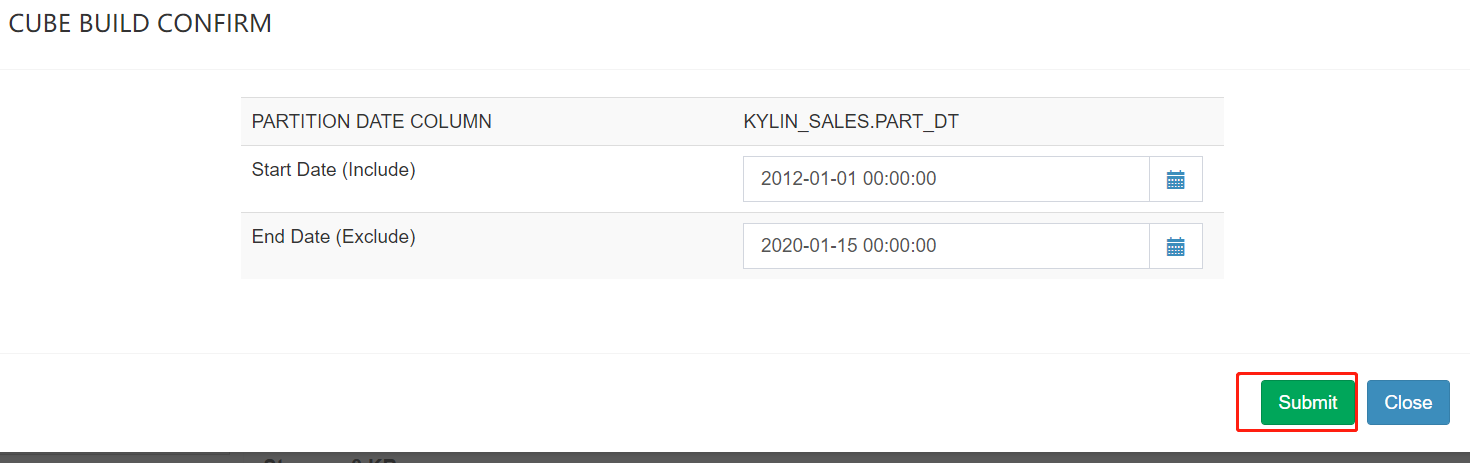 CUBE BUILD CONFIRM
PARTITION DATE COLUMN KYLIN_SALES.PART_DT
Start Date (Include) 2012-01-01 00:00:00
End Date (Exclude) 2020-01-15 00:00:00
Submit Close